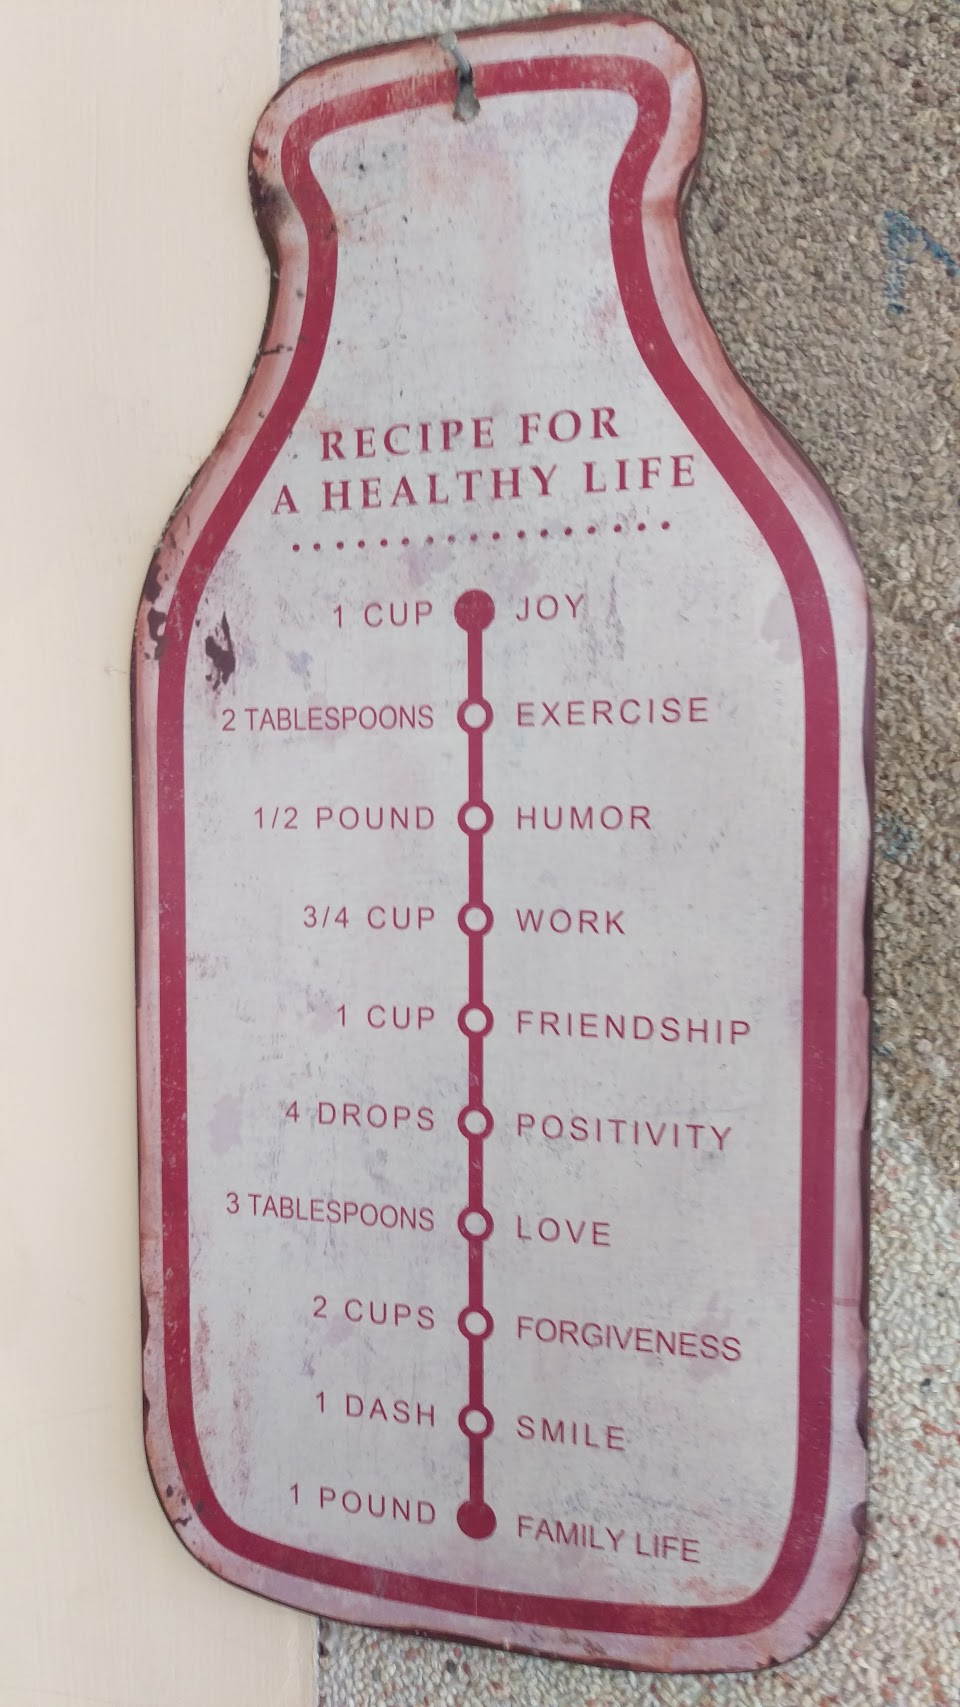 RECIPE FOR
A HEALTHY LIFE
1 CUP JOY
2 TABLESPOONS EXERCISE
1/2 POUND HUMOR
3/4 CUP WORK
1 CUP FRIENDSHIP
4 DROPS POSITIVITY
3 TABLESPOONS LOVE
2 CUPS FORGIVENESS
1 DASH SMILE
1 POUND FAMILY LIFE